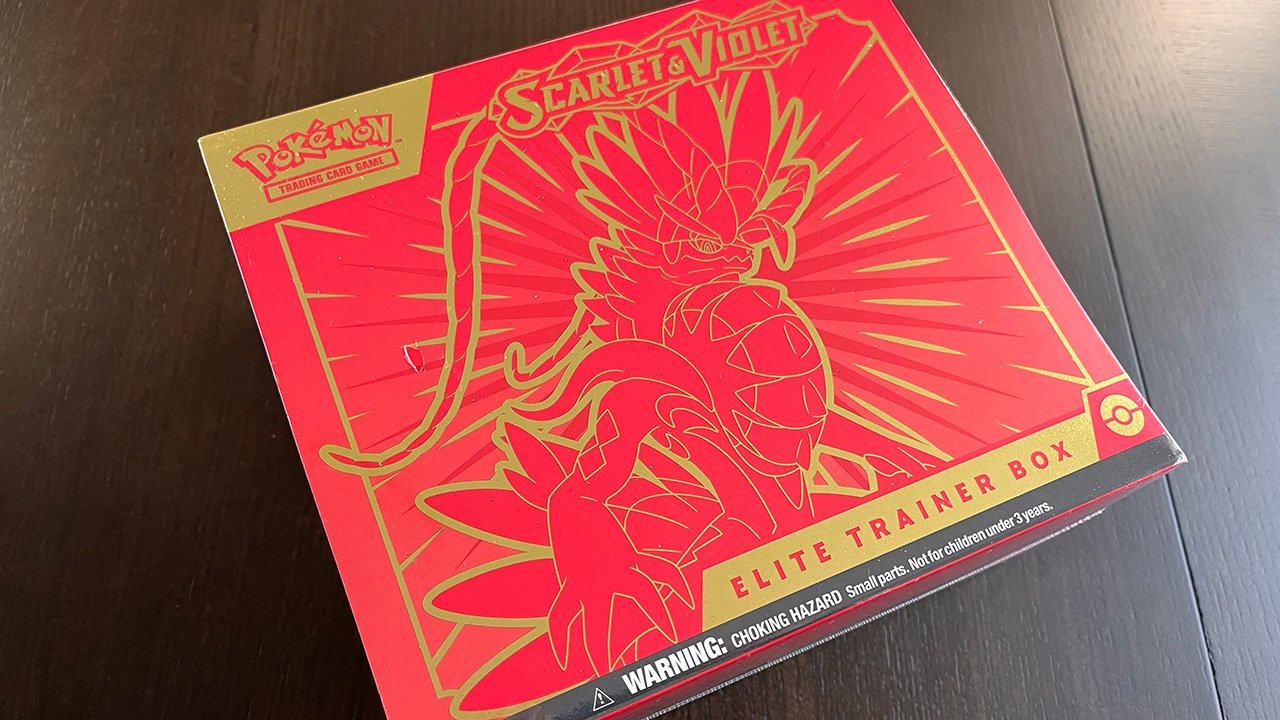 SCARLET & VIOLET
POKéMON™
TRADING CARD GAME
ELITE TRAINER BOX
WARNING: CHOKING HAZARD Small parts. Not for children under 3 years.